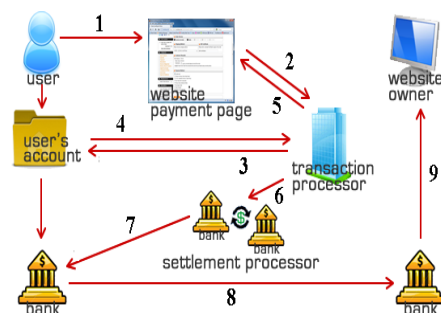 1
2
5
user
website
payment page
website
owner
user's
account
4
3
transaction
processor
6
9
7
bank
bank
settlement processor
bank
8
bank